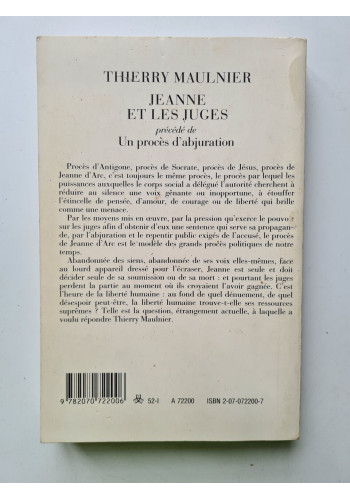 THIERRY MAULNIER
JEANNE
ET LES JUGES
précédé de
Un procès d'abjuration
Procès d'Antigone, procès de Socrate, procès de Jésus, procès de
Jeanne d'Arc, c'est toujours le même procès, le procès par lequel les
puissances auxquelles le corps social a délégué l'autorité cherchent à
réduire au silence une voix gênante ou inopportune, à étouffer
l'étincelle de pensée, d'amour, de courage ou de liberté qui brille
comme une menace.
Par les moyens mis en œuvre, par la pression qu'exerce le pouvo r
sur les juges afin d'obtenir d'eux une sentence qui serve sa propagan-
de, par l'abjuration et le repentir public exigés de l'accusé, le procès
de Jeanne d'Arc est le modèle des grands procès politiques de notre
temps.
Abandonnée des siens, abandonnée de ses voix elles-mêmes, face
au lourd appareil dressé pour l'écraser, Jeanne est seule et doit
décider seule de sa soumission ou de sa mort : et pourtant les juges
perdent la partie au moment où ils croyaient l'avoir gagnée. C'est
l'heure de la liberté humaine : au fond de quel dénuement, de quel
désespoir peut-être, la liberté humaine trouve-t-elle ses ressources
suprêmes ? Telle est la question, étrangement actuelle, à laquelle a
voulu répondre Thierry Maulnier.
9 782070 722006 52-I A 72200 ISBN 2-07-072200-7